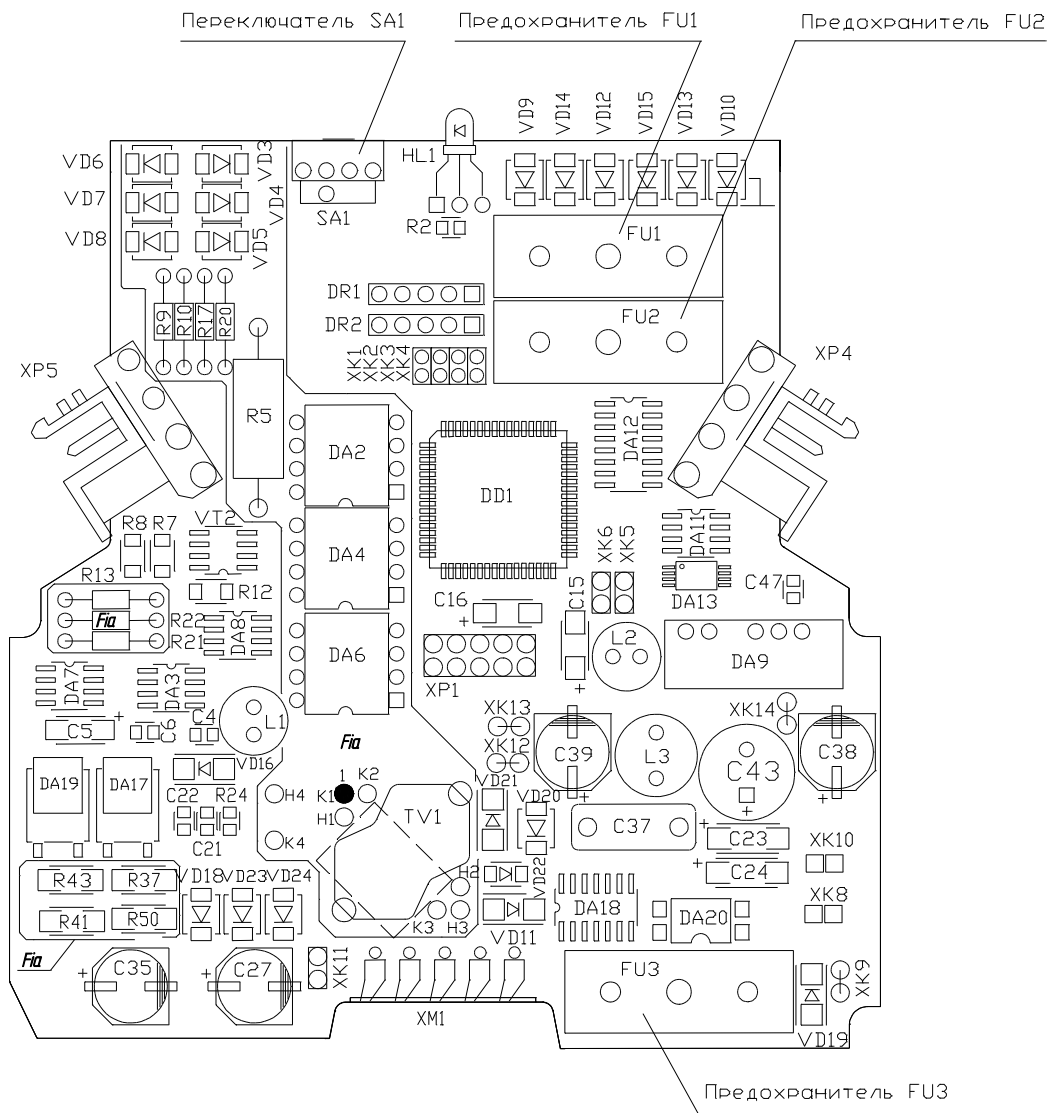 Переключатель SA1
Предохранитель FU1
Предохранитель FU2
VD9
VD14
VD12
VD15
VD13
VD10
HL1
VD6
VD3
VD7
VD4
VD8
VD5
SA1
R2
FU1
DR1
DR2
FU2
R9
R10
R17
R20
XK1
XK2
XK3
XK4
XP5
XP4
R5
DA2
DA12
DD1
R8
R7
VT2
DA4
XK6
XK5
DA11
R13
R12
DA13
C47
C16
+
C15
Fia
R22
R21
DA8
DA6
L2
DA9
XP1
+
DA7
DA3
C5
+
C6
C4
L1
XK13
XK14
Fia
XK12
C39
L3
C43
C38
VD16
DA19
DA17
1
K2
H4
K1
H1
TV1
VD21
VD20
+
+
+
C22
R24
C21
K4
C37
C23
+
C24
XK10
R43
R37
VD18
VD23
VD24
H2
VD22
R41
R50
K3
H3
VD11
DA18
DA20
XK8
Fia
+
C35
+
C27
XK11
FU3
XK9
XM1
VD19
Предохранитель FU3